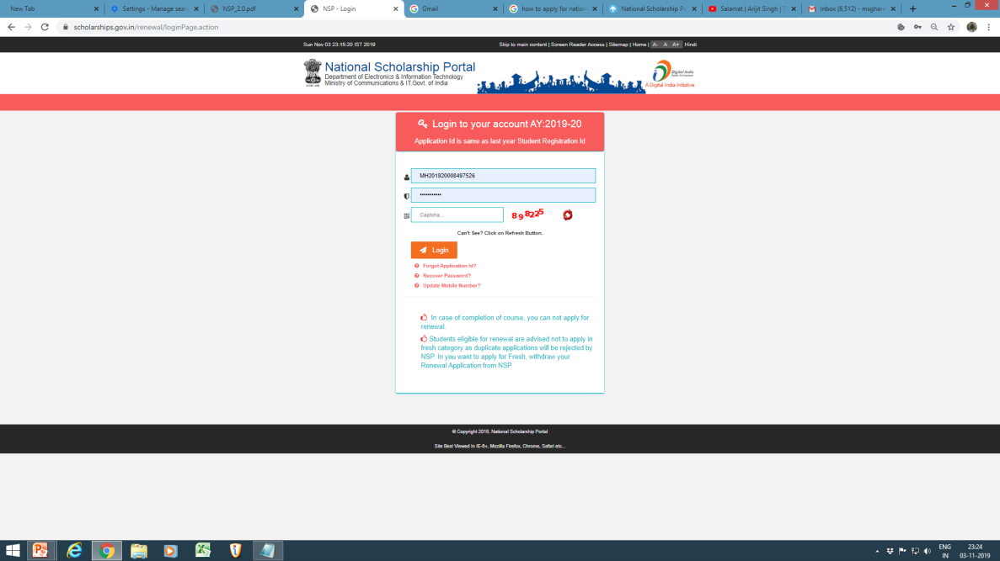 New Tab
Settings - Manage sear
NSP_2.0.pdf
NSP - Login
Gmail
how to apply for nation
National Scholarship Po
Salamat | Arijit Singh | T
Inbox (6,512) - msghar
scholarships.gov.in/renewal/loginPage.action
Sun Nov 03 23:15:20 IST 2019
Skip to main content | Screen Reader Access | Sitemap | Home | A- A A+ Hindi
National Scholarship Portal
Department of Electronics & Information Technology
Ministry of Communications & IT,Govt. of India
Digital India
A Digital India Initiative
Login to your account AY:2019-20
Application Id is same as last year Student Registration Id
MH201920008497526
•••••••••••
Captcha...
898225
Can't See? Click on Refresh Button.
Login
Forgot Application Id?
Recover Password?
Update Mobile Number?
In case of completion of course, you can not apply for
renewal.
Students eligible for renewal are advised not to apply in
fresh category as duplicate applications will be rejected by
NSP. In you want to apply for Fresh, withdraw your
Renewal Application from NSP.
© Copyright 2016, National Scholarship Portal
Site Best Viewed In IE-6+, Mozilla Firefox, Chrome, Safari etc...
ENG
IN
23:24
03-11-2019